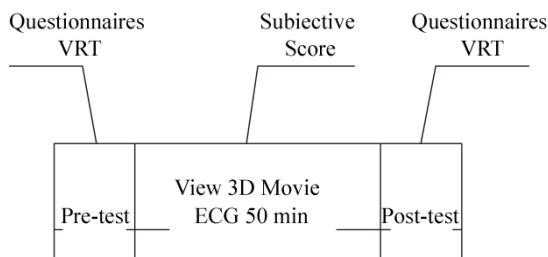 Questionnaires
VRT
Subiective
Score
Questionnaires
VRT
View 3D Movie
ECG 50 min
Pre-test
Post-test